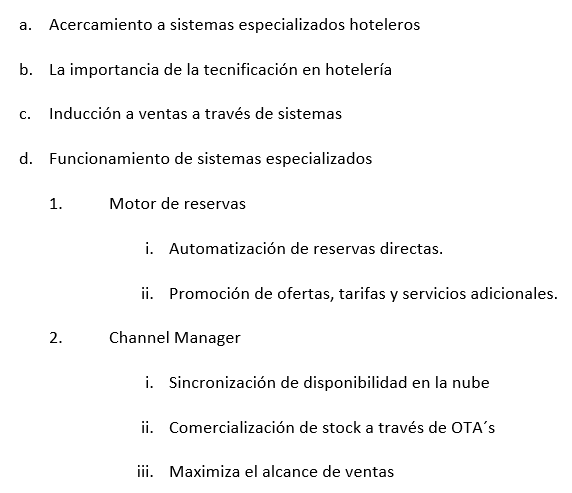 a. Acercamiento a sistemas especializados hoteleros
b. La importancia de la tecnificación en hotelería
c. Inducción a ventas a través de sistemas
d. Funcionamiento de sistemas especializados
1. Motor de reservas
i. Automatización de reservas directas.
ii. Promoción de ofertas, tarifas y servicios adicionales.
2. Channel Manager
i. Sincronización de disponibilidad en la nube
ii. Comercialización de stock a través de OTA´s
iii. Maximiza el alcance de ventas